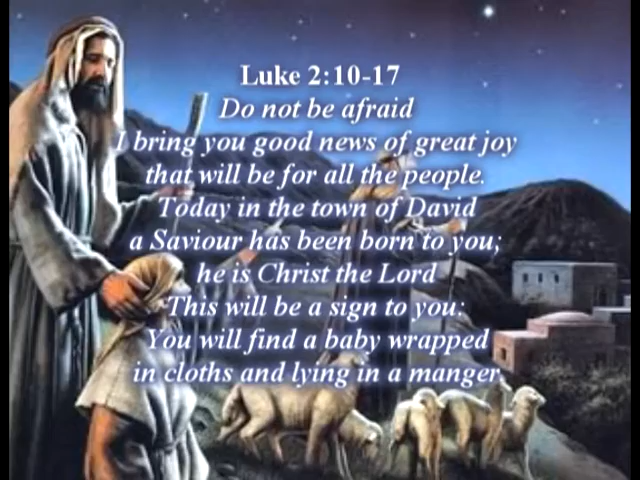 Luke 2:10-17
Do not be afraid
I bring you good news of great joy
that will be for all the people.
Today in the town of David
a Saviour has been born to you;
he is Christ the Lord
This will be a sign to you:
You will find a baby wrapped
in cloths and lying in a manger